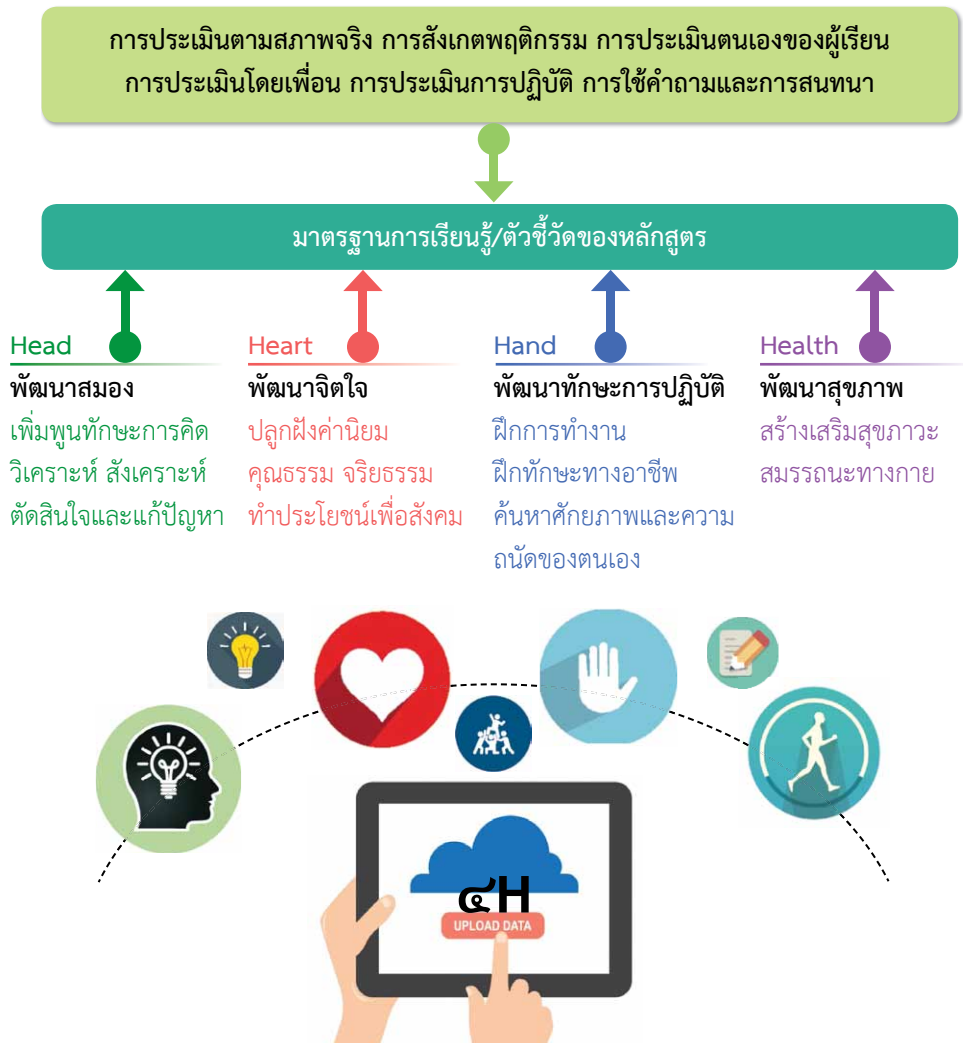 การประเมินตามสภาพจริง การสังเกตพฤติกรรม การประเมินตนเองของผู้เรียน
การประเมินโดยเพื่อน การประเมินการปฏิบัติ การใช้คำถามและการสนทนา
มาตรฐานการเรียนรู้/ตัวชี้วัดของหลักสูตร
Head
พัฒนาสมอง
เพิ่มพูนทักษะการคิด
วิเคราะห์ สังเคราะห์
ตัดสินใจและแก้ปัญหา
Heart
พัฒนาจิตใจ
ปลูกฝังค่านิยม
คุณธรรม จริยธรรม
ทำประโยชน์เพื่อสังคม
Hand
พัฒนาทักษะการปฏิบัติ
ฝึกการทำงาน
ฝึกทักษะทางอาชีพ
ค้นหาศักยภาพและความ
ถนัดของตนเอง
Health
พัฒนาสุขภาพ
สร้างเสริมสุขภาวะ
สมรรถนะทางกาย
๔H
UPLOAD DATA